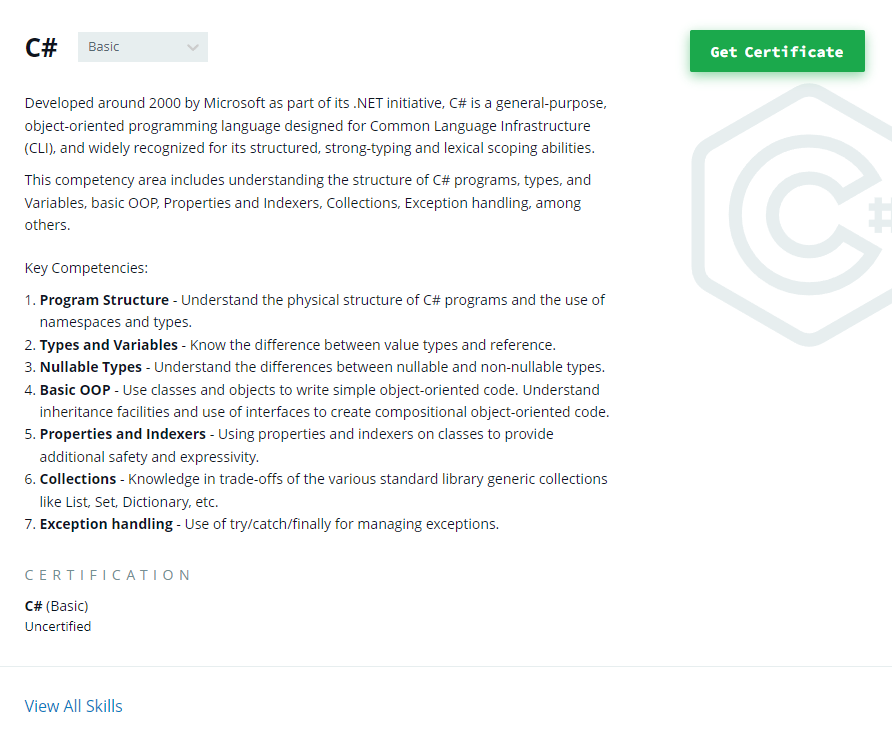 C#
Basic
Get Certificate
Developed around 2000 by Microsoft as part of its .NET initiative, C# is a general-purpose,
object-oriented programming language designed for Common Language Infrastructure
(CLI), and widely recognized for its structured, strong-typing and lexical scoping abilities.
This competency area includes understanding the structure of C# programs, types, and
Variables, basic OOP, Properties and Indexers, Collections, Exception handling, among
others.
Key Competencies:
1. Program Structure - Understand the physical structure of C# programs and the use of
namespaces and types.
2. Types and Variables - Know the difference between value types and reference.
3. Nullable Types - Understand the differences between nullable and non-nullable types.
4. Basic OOP - Use classes and objects to write simple object-oriented code. Understand
inheritance facilities and use of interfaces to create compositional object-oriented code.
5. Properties and Indexers - Using properties and indexers on classes to provide
additional safety and expressivity.
6. Collections - Knowledge in trade-offs of the various standard library generic collections
like List, Set, Dictionary, etc.
7. Exception handling - Use of try/catch/finally for managing exceptions.
C#
CERTIFICATION
C# (Basic)
Uncertified
View All Skills